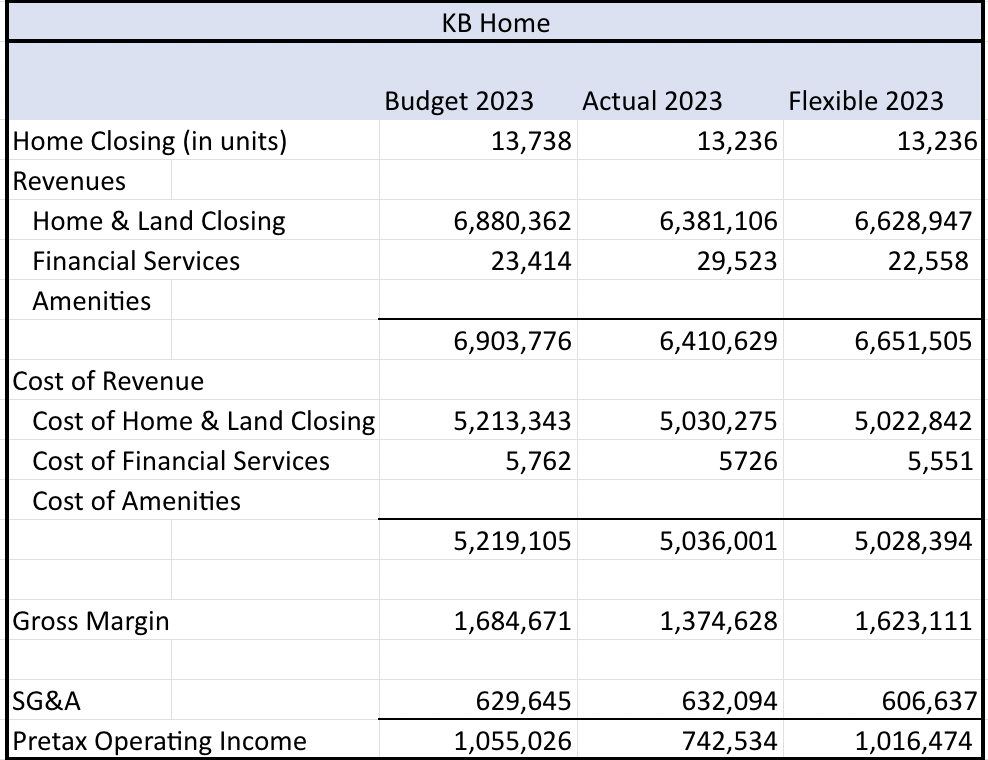 KB Home
Budget 2023 Actual 2023 Flexible 2023
Home Closing (in units) 13,738 13,236 13,236
Revenues
Home & Land Closing 6,880,362 6,381,106 6,628,947
Financial Services 23,414 29,523 22,558
Amenities
6,903,776 6,410,629 6,651,505
Cost of Revenue
Cost of Home & Land Closing 5,213,343 5,030,275 5,022,842
Cost of Financial Services 5,762 5726 5,551
Cost of Amenities
5,219,105 5,036,001 5,028,394
Gross Margin 1,684,671 1,374,628 1,623,111
SG&A 629,645 632,094 606,637
Pretax Operating Income 1,055,026 742,534 1,016,474